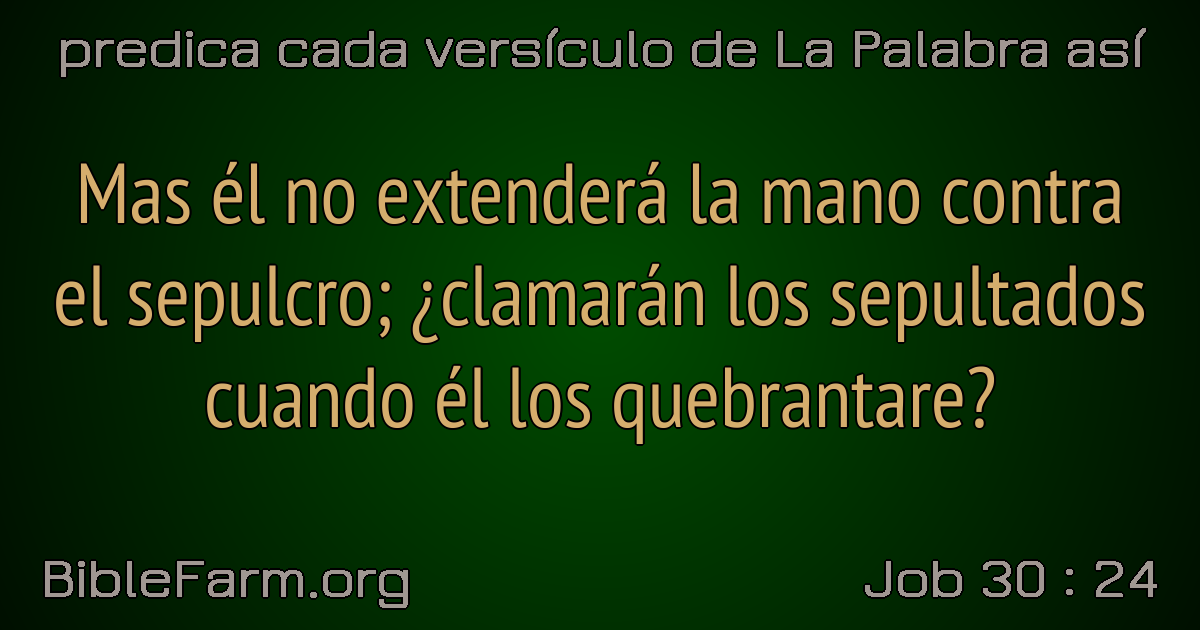 predica cada versículo de La Palabra así
Mas él no extenderá la mano contra
el sepulcro; ¿clamarán los sepultados
cuando él los quebrantare?
BibleFarm.org
Job 30 : 24